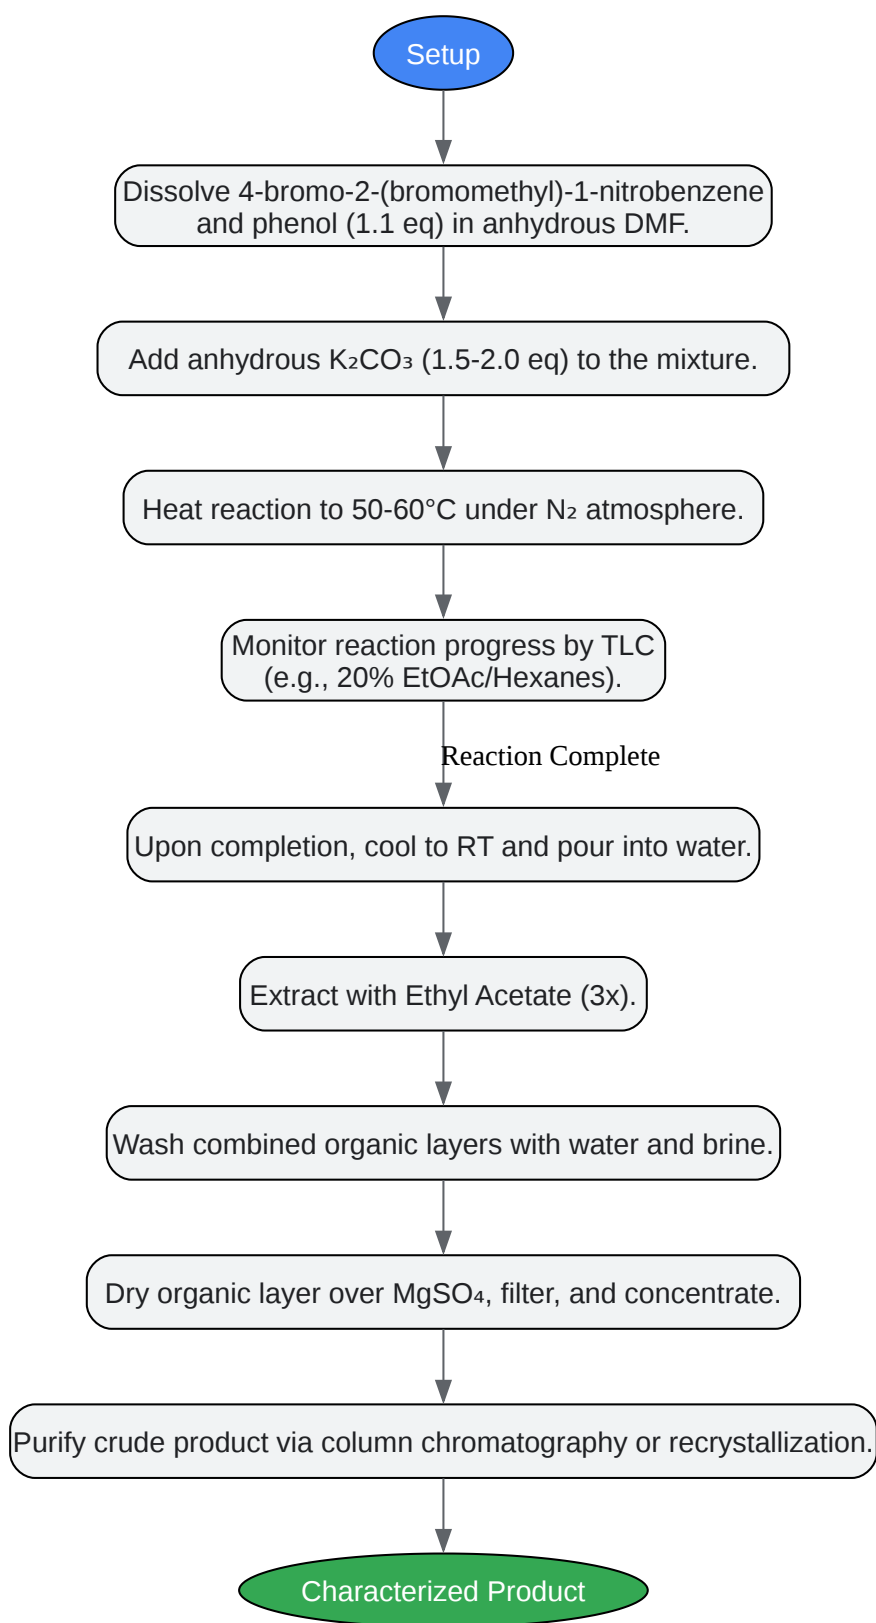 Setup
Dissolve 4-bromo-2-(bromomethyl)-1-nitrobenzene
and phenol (1.1 eq) in anhydrous DMF.
Add anhydrous K₂CO₃ (1.5-2.0 eq) to the mixture.
Heat reaction to 50-60°C under N₂ atmosphere.
Monitor reaction progress by TLC
(e.g., 20% EtOAc/Hexanes).
Reaction Complete
Upon completion, cool to RT and pour into water.
Extract with Ethyl Acetate (3x).
Wash combined organic layers with water and brine.
Dry organic layer over MgSO₄, filter, and concentrate.
Purify crude product via column chromatography or recrystallization.
Characterized Product